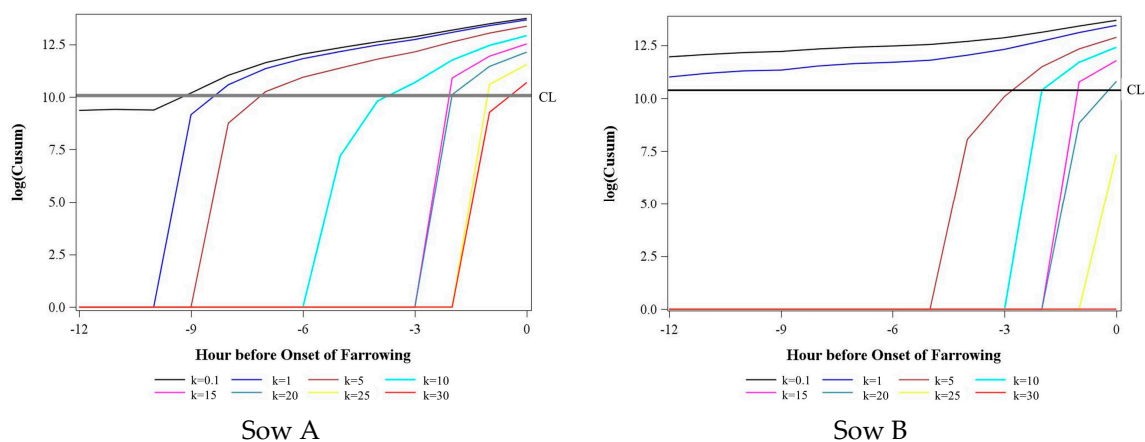 log(Cusum)
12.5
10.0
7.5
5.0
2.5
0.0
CL
-12 -9 -6 -3 0
Hour before Onset of Farrowing
k=0.1 k=1 k=5 k=10
k=15 k=20 k=25 k=30
Sow A
log(Cusum)
12.5
10.0
7.5
5.0
2.5
0.0
CL
-12 -9 -6 -3 0
Hour before Onset of Farrowing
k=0.1 k=1 k=5 k=10
k=15 k=20 k=25 k=30
Sow B